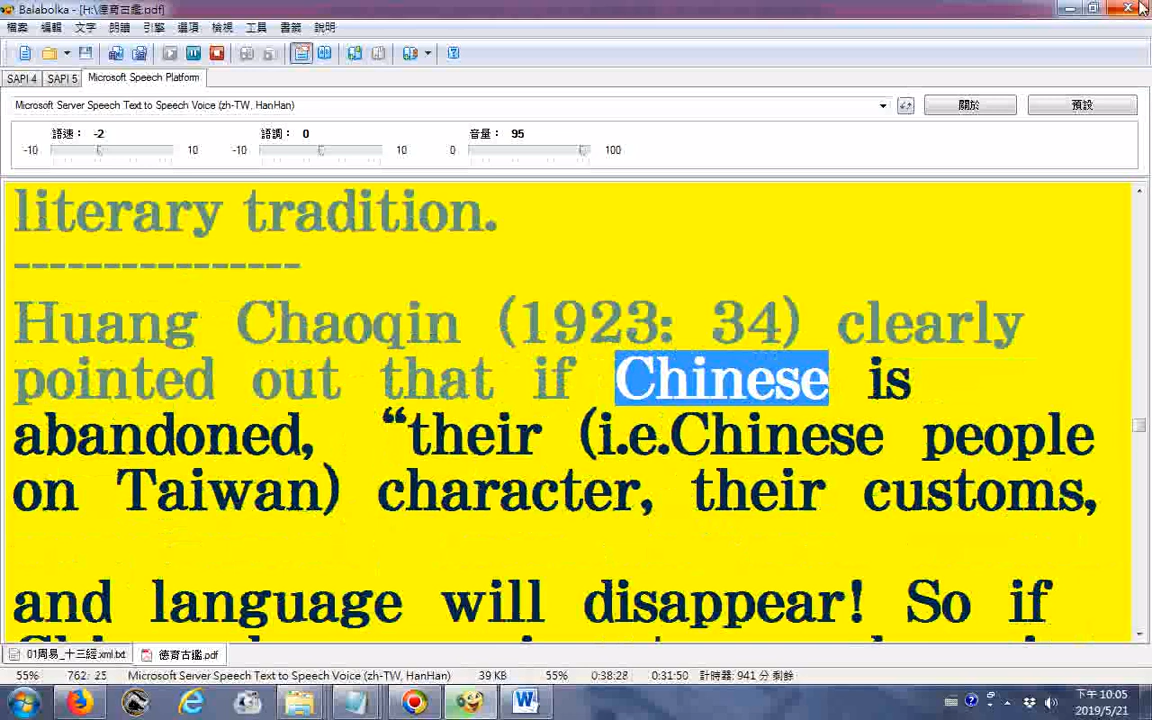 Balabolka - [H:\德育古鑑.pdf]
檔案 編輯 文字 朗讀 引擎 選項 檢視 工具 書籤 說明
SAPI 4 SAPI 5 Microsoft Speech Platform
Microsoft Server Speech Text to Speech Voice (zh-TW, HanHan) 關於 預設
語速： -2 語調： 0 音量： 95
-10 10 -10 10 0 100
literary tradition.
----------------
Huang Chaoqin (1923: 34) clearly
pointed out that if Chinese is
abandoned, “their (i.e.Chinese people
on Taiwan) character, their customs,
and language will disappear! So if
01周易_十三經.xml.txt 德育古鑑.pdf
55% 762: 25 Microsoft Server Speech Text to Speech Voice (zh-TW, HanHan) 39 KB 55% 0:38:28 0:31:50 計時器: 941 分 剩餘
下午 10:05
2019/5/21